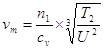 $v_m = \frac{n_1}{c_v} \times \sqrt[3]{\frac{T_2}{U^2}}$